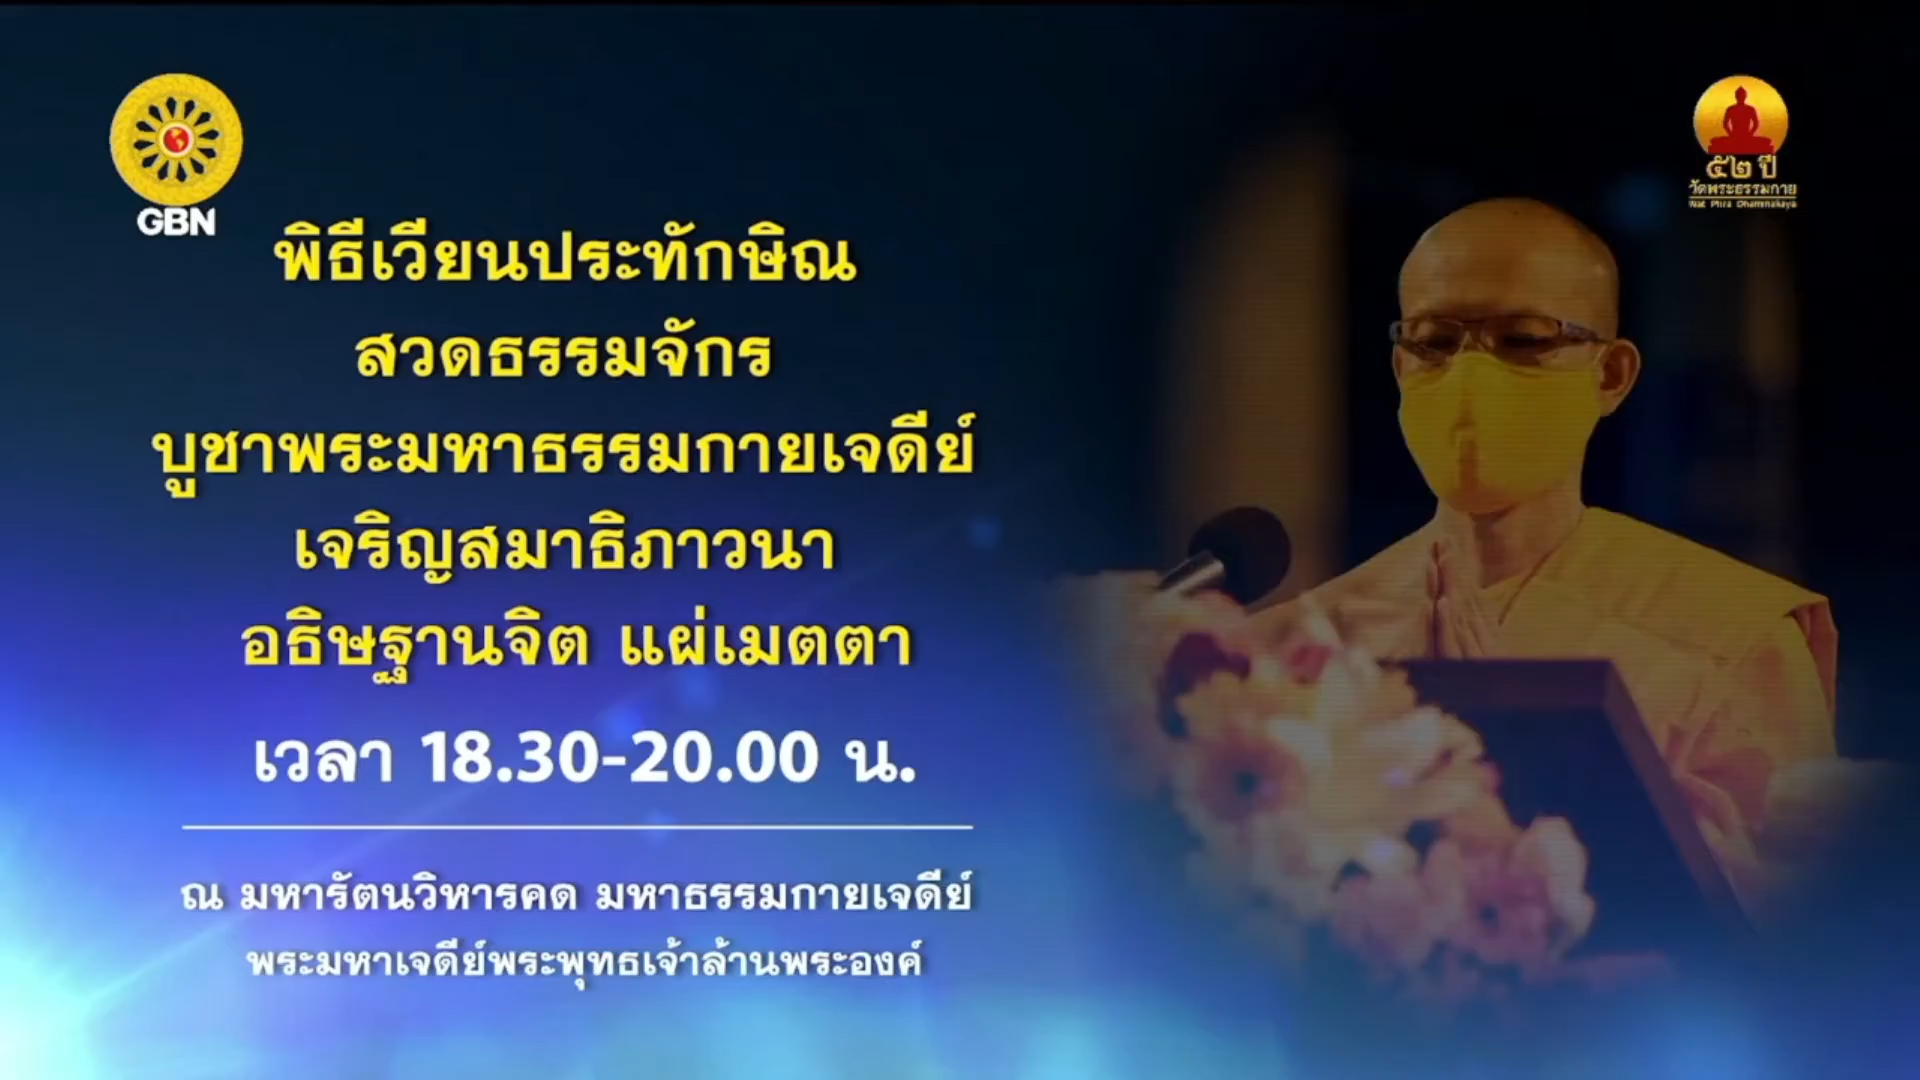 GBN
๕๒ ปี
วัดพระธรรมกาย
Wat Phra Dhammakaya
พิธีเวียนประทักษิณ
สวดธรรมจักร
บูชาพระมหาธรรมกายเจดีย์
เจริญสมาธิภาวนา
อธิษฐานจิต แผ่เมตตา
เวลา 18.30-20.00 น.
ณ มหารัตนวิหารคด มหาธรรมกายเจดีย์
พระมหาเจดีย์พระพุทธเจ้าล้านพระองค์